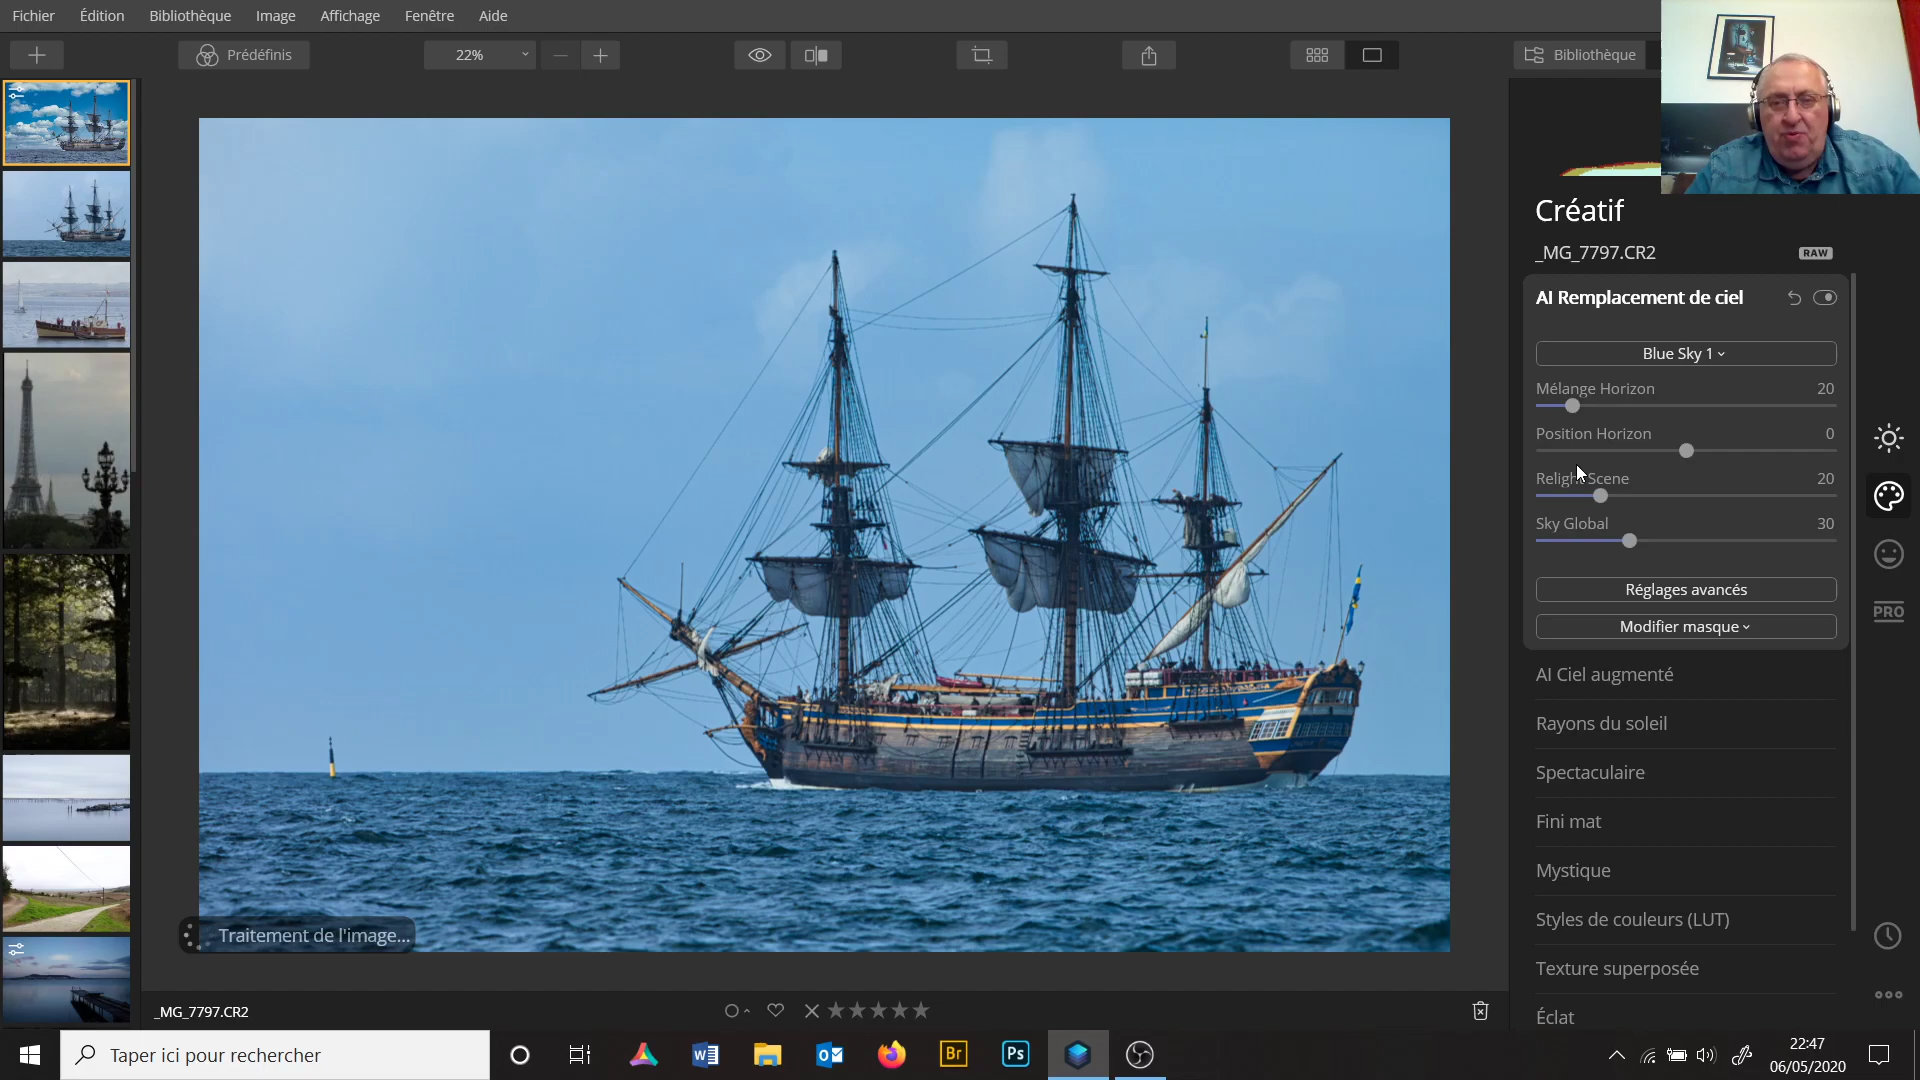 Fichier Édition Bibliothèque Image Affichage Fenêtre Aide
Prédéfinis 22% Bibliothèque
Créatif
_MG_7797.CR2 RAW
AI Remplacement de ciel
Blue Sky 1
Mélange Horizon 20
Position Horizon 0
Relight Scene 20
Sky Global 30
Réglages avancés
Modifier masque
PRO
AI Ciel augmenté
Rayons du soleil
Spectaculaire
Fini mat
Mystique
Styles de couleurs (LUT)
Texture superposée
Éclat
Traitement de l'image...
_MG_7797.CR2
Taper ici pour rechercher
Br
Ps
22:47
06/05/2020